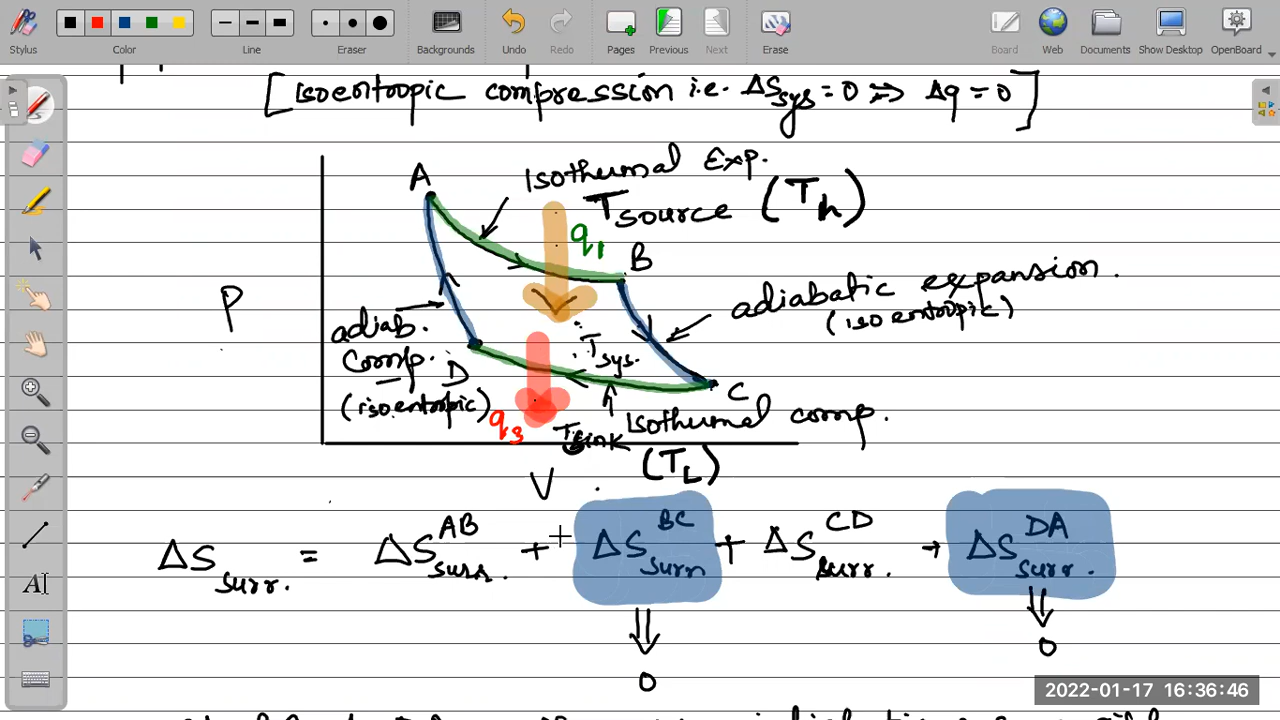 Stylus Color Line Eraser Backgrounds Undo Redo Pages Previous Next Erase Board Web Documents Show Desktop OpenBoard
[isoentropic compression i.e. ΔSsys = 0 => Δq = 0]
A
Isothermal Exp.
Tsource (Th)
q1
B
P
adiabatic expansion.
(isoentropic)
adiab.
Comp.
D
(isoentropic)
Tsys.
C
q3
Isothermal comp.
Tsink
(TL)
V
ΔSsurr. = ΔS^AB surr. + ΔS^BC surr + ΔS^CD surr. + ΔS^DA surr.
0
0
2022-01-17 16:36:46